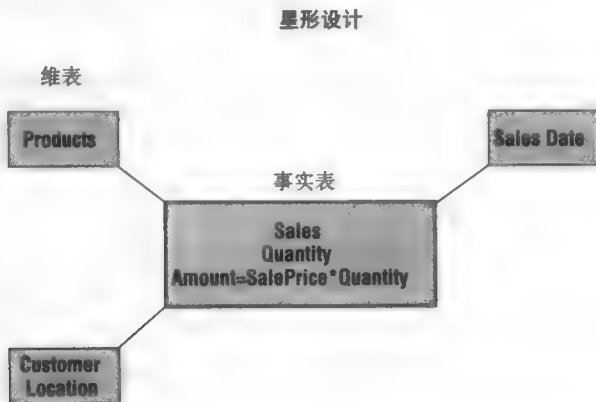 星形设计
维表
Products
Sales Date
事实表
Sales
Quantity
Amount=SalePrice*Quantity
Customer
Location